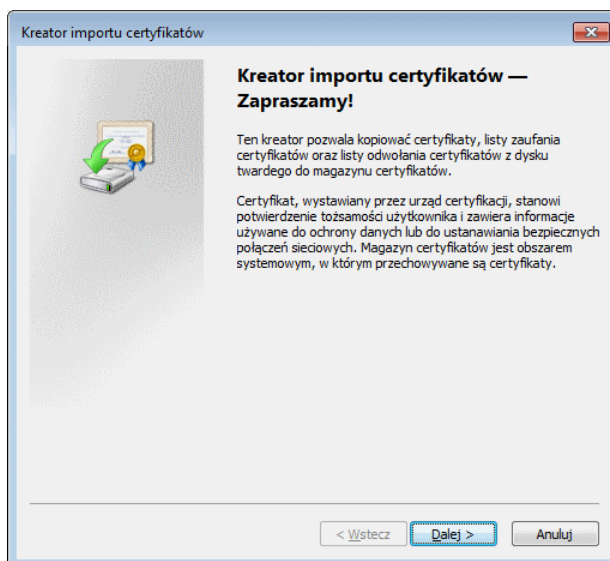 Kreator importu certyfikatów
Kreator importu certyfikatów —
Zapraszamy!
Ten kreator pozwala kopiować certyfikaty, listy zaufania
certyfikatów oraz listy odwołania certyfikatów z dysku
twardego do magazynu certyfikatów.
Certyfikat, wystawiany przez urząd certyfikacji, stanowi
potwierdzenie tożsamości użytkownika i zawiera informacje
używane do ochrony danych lub do ustanawiania bezpiecznych
połączeń sieciowych. Magazyn certyfikatów jest obszarem
systemowym, w którym przechowywane są certyfikaty.
< Wstecz Dalej > Anuluj